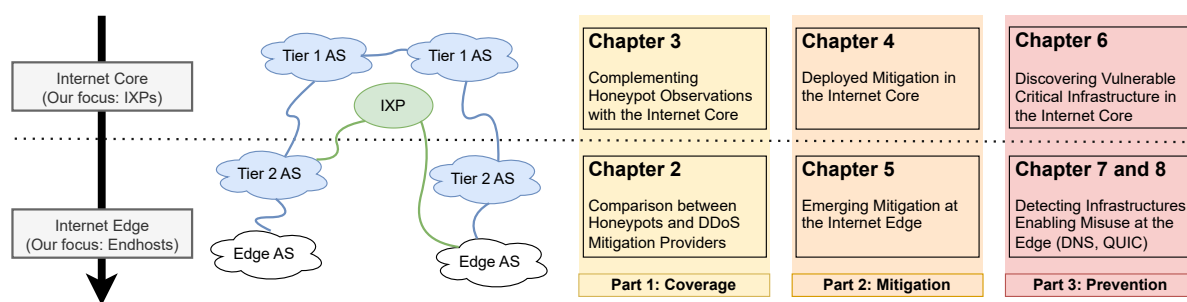 Internet Core
(Our focus: IXPs)
Internet Edge
(Our focus: Endhosts)
Tier 1 AS
Tier 1 AS
IXP
Tier 2 AS
Tier 2 AS
Edge AS
Edge AS
Chapter 3
Complementing
Honeypot Observations
with the Internet Core
Chapter 2
Comparison between
Honeypots and DDoS
Mitigation Providers
Part 1: Coverage
Chapter 4
Deployed Mitigation in
the Internet Core
Chapter 5
Emerging Mitigation at
the Internet Edge
Part 2: Mitigation
Chapter 6
Discovering Vulnerable
Critical Infrastructure in
the Internet Core
Chapter 7 and 8
Detecting Infrastructures
Enabling Misuse at the
Edge (DNS, QUIC)
Part 3: Prevention